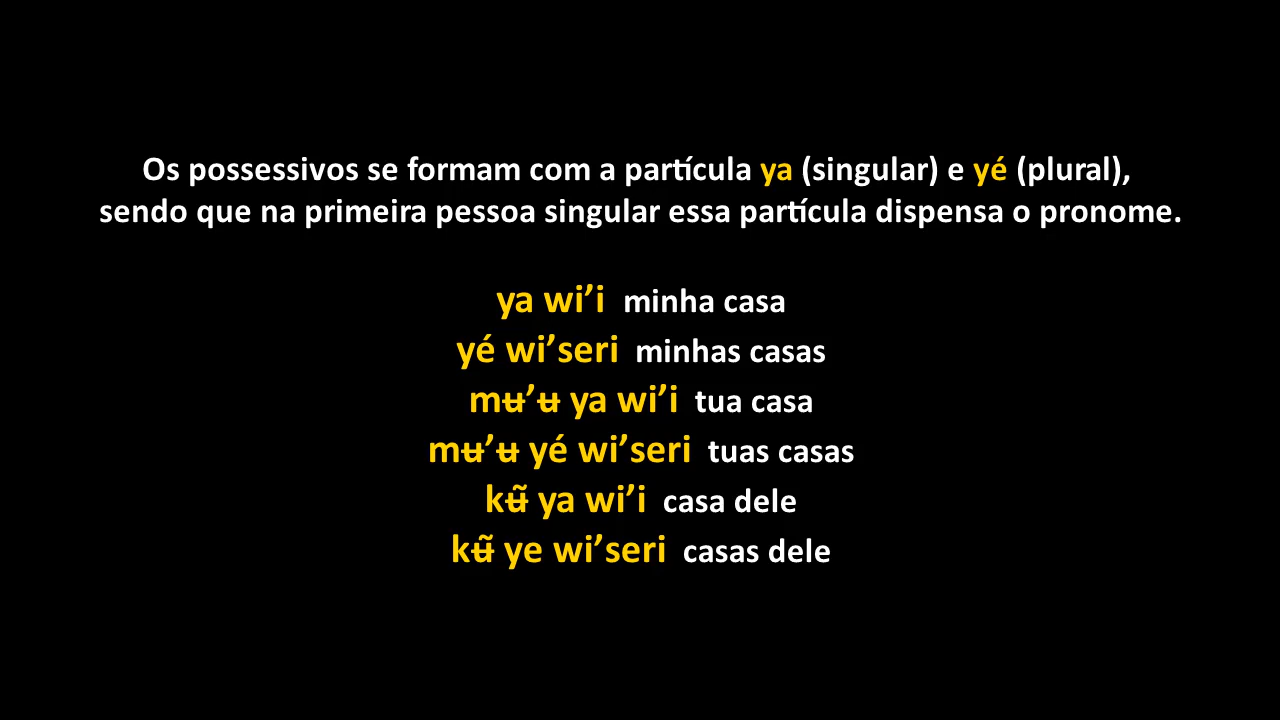 Os possessivos se formam com a partícula ya (singular) e yé (plural),
sendo que na primeira pessoa singular essa partícula dispensa o pronome.
ya wi’i minha casa
yé wi’seri minhas casas
mʉ’ʉ ya wi’i tua casa
mʉ’ʉ yé wi’seri tuas casas
kʉ̃ ya wi’i casa dele
kʉ̃ ye wi’seri casas dele